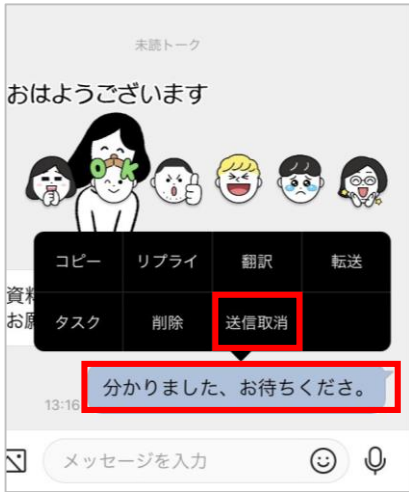 未読トーク
おはようございます
OK
コピー リプライ 翻訳 転送
資料
お願
タスク 削除 送信取消
分かりました、お待ちくださ。
13:16
メッセージを入力